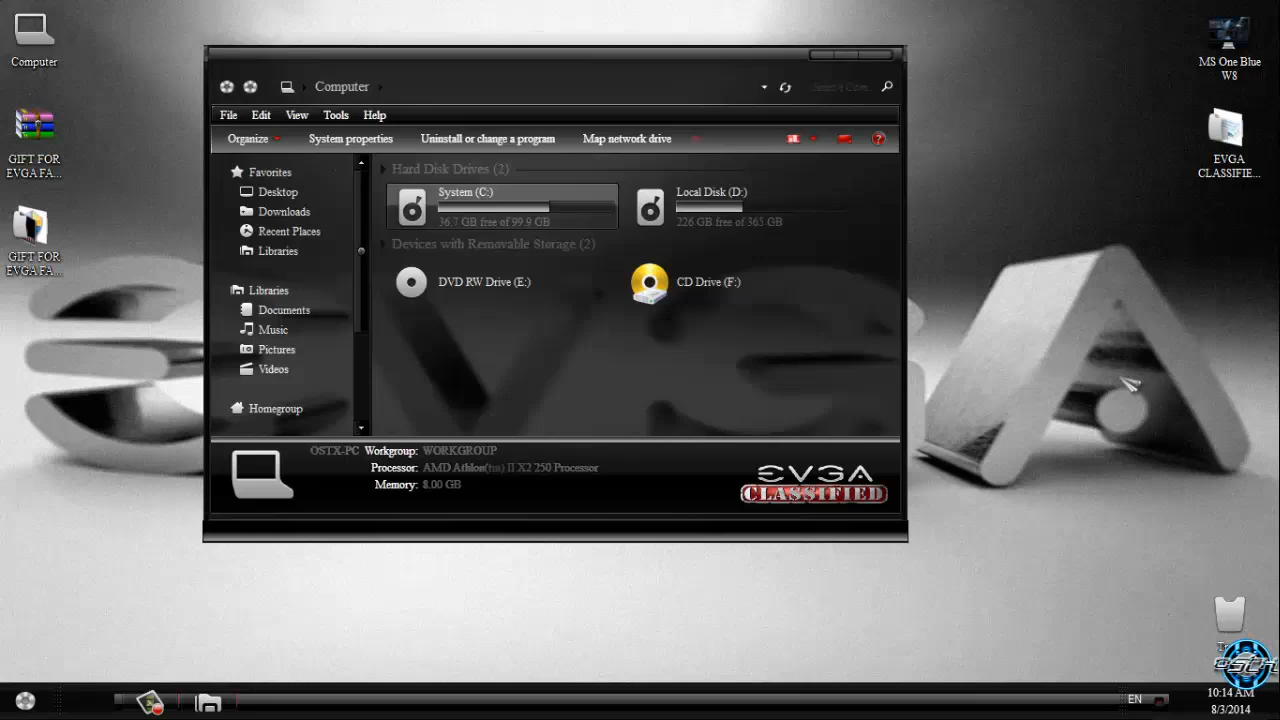 Computer
GIFT FOR
EVGA FA...
GIFT FOR
EVGA FA...
Computer
File Edit View Tools Help
Organize System properties Uninstall or change a program Map network drive
Favorites
Desktop
Downloads
Recent Places
Libraries
Libraries
Documents
Music
Pictures
Videos
Homegroup
Hard Disk Drives (2)
System (C:)
36.7 GB free of 99.9 GB
Local Disk (D:)
226 GB free of 365 GB
Devices with Removable Storage (2)
DVD RW Drive (E:)
CD Drive (F:)
OSTX-PC Workgroup: WORKGROUP
Processor: AMD Athlon(tm) II X2 250 Processor
Memory: 8.00 GB
EVGA
CLASSIFIED
MS One Blue
W8
EVGA
CLASSIFIE...
EN
10:14 AM
8/3/2014